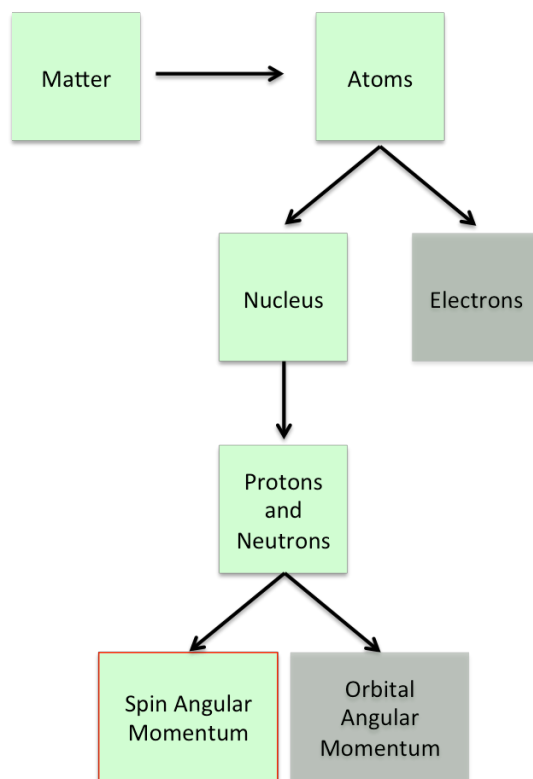 Matter
Atoms
Nucleus
Electrons
Protons
and
Neutrons
Spin Angular
Momentum
Orbital
Angular
Momentum